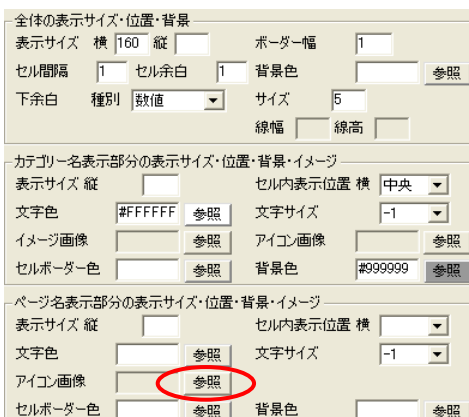 全体の表示サイズ・位置・背景
表示サイズ 横 160 縦 ボーダー幅 1
セル間隔 1 セル余白 1 背景色 参照
下余白 種別 数値 サイズ 5
線幅 線高
カテゴリー名表示部分の表示サイズ・位置・背景・イメージ
表示サイズ 縦 セル内表示位置 横 中央
文字色 #FFFFFF 参照 文字サイズ -1
イメージ画像 参照 アイコン画像 参照
セルボーダー色 参照 背景色 #999999 参照
ページ名表示部分の表示サイズ・位置・背景・イメージ
表示サイズ 縦 セル内表示位置 横
文字色 参照 文字サイズ -1
アイコン画像 参照
セルボーダー色 参照 背景色 参照